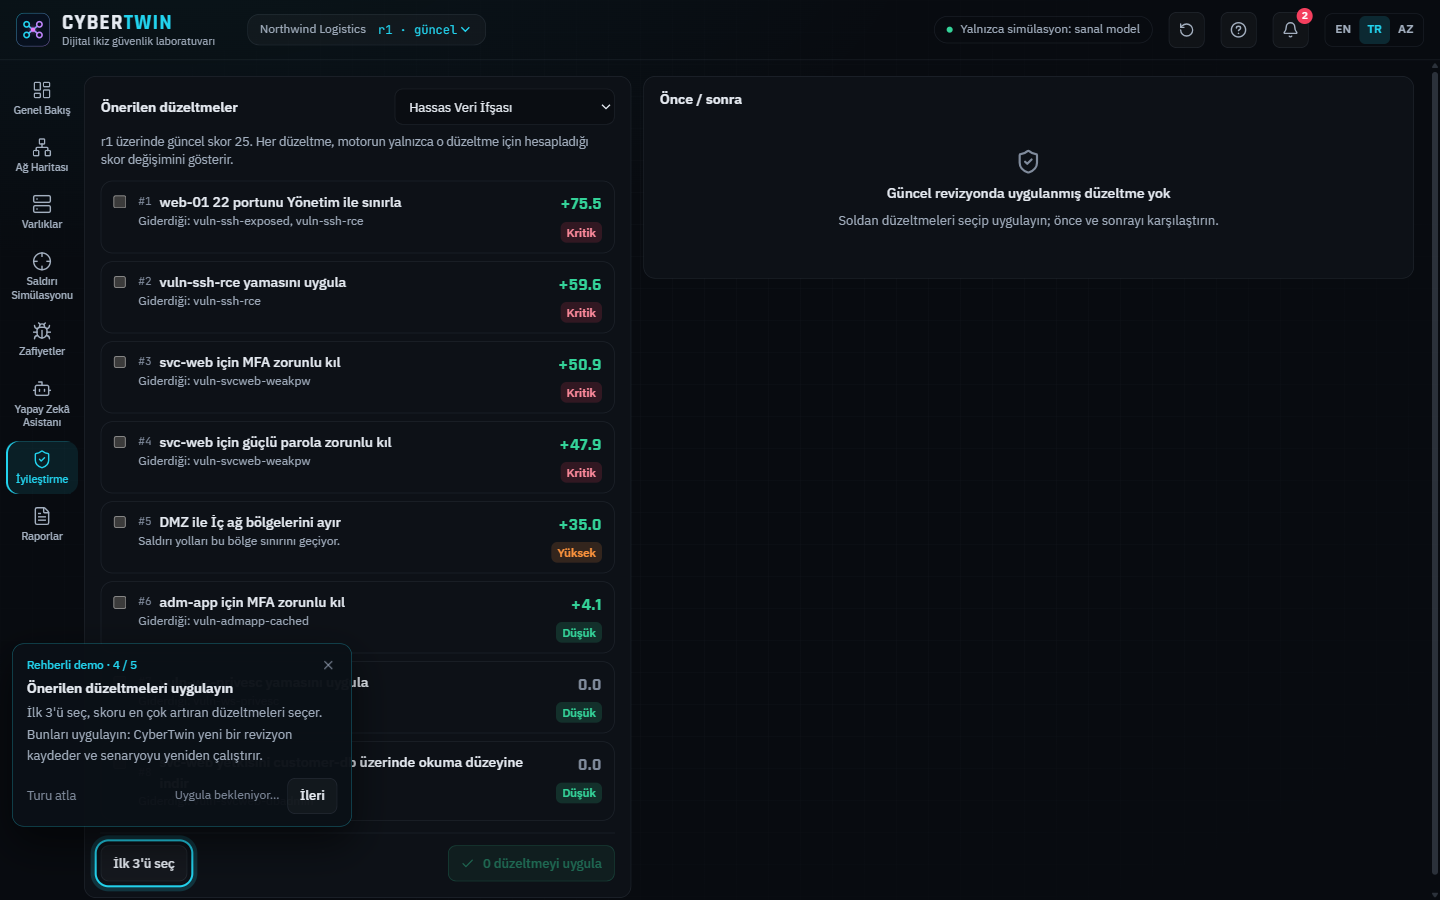 CYBERTWIN
Dijital ikiz güvenlik laboratuvarı
Northwind Logistics r1 · güncel
Yalnızca simülasyon: sanal model
2
EN TR AZ
Genel Bakış
Ağ Haritası
Varlıklar
Saldırı
Simülasyonu
Zafiyetler
Yapay Zekâ
Asistanı
İyileştirme
Raporlar
Önerilen düzeltmeler
Hassas Veri İfşası
r1 üzerinde güncel skor 25. Her düzeltme, motorun yalnızca o düzeltme için hesapladığı
skor değişimini gösterir.
#1 web-01 22 portunu Yönetim ile sınırla
+75.5
Giderdiği: vuln-ssh-exposed, vuln-ssh-rce
Kritik
#2 vuln-ssh-rce yamasını uygula
+59.6
Giderdiği: vuln-ssh-rce
Kritik
#3 svc-web için MFA zorunlu kıl
+50.9
Giderdiği: vuln-svcweb-weakpw
Kritik
#4 svc-web için güçlü parola zorunlu kıl
+47.9
Giderdiği: vuln-svcweb-weakpw
Kritik
#5 DMZ ile İç ağ bölgelerini ayır
+35.0
Saldırı yolları bu bölge sınırını geçiyor.
Yüksek
#6 adm-app için MFA zorunlu kıl
+4.1
Giderdiği: vuln-admapp-cached
Düşük
yamasını uygula
0.0
Düşük
customer-db üzerinde okuma düzeyine
0.0
indir
Düşük
Rehberli demo · 4 / 5
Önerilen düzeltmeleri uygulayın
İlk 3'ü seç, skoru en çok artıran düzeltmeleri seçer.
Bunları uygulayın: CyberTwin yeni bir revizyon
kaydeder ve senaryoyu yeniden çalıştırır.
Turu atla
Uygula bekleniyor...
İleri
İlk 3'ü seç
0 düzeltmeyi uygula
Önce / sonra
Güncel revizyonda uygulanmış düzeltme yok
Soldan düzeltmeleri seçip uygulayın; önce ve sonrayı karşılaştırın.